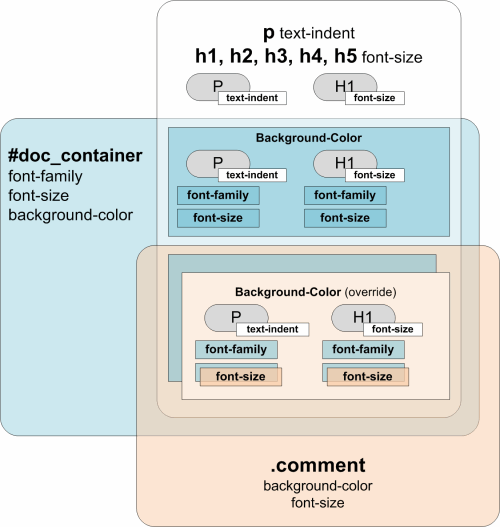 p text-indent
h1, h2, h3, h4, h5 font-size
P
text-indent
H1
font-size
#doc_container
font-family
font-size
background-color
Background-Color
P
text-indent
H1
font-size
font-family
font-family
font-size
font-size
Background-Color (override)
P
text-indent
H1
font-size
font-family
font-family
font-size
font-size
.comment
background-color
font-size